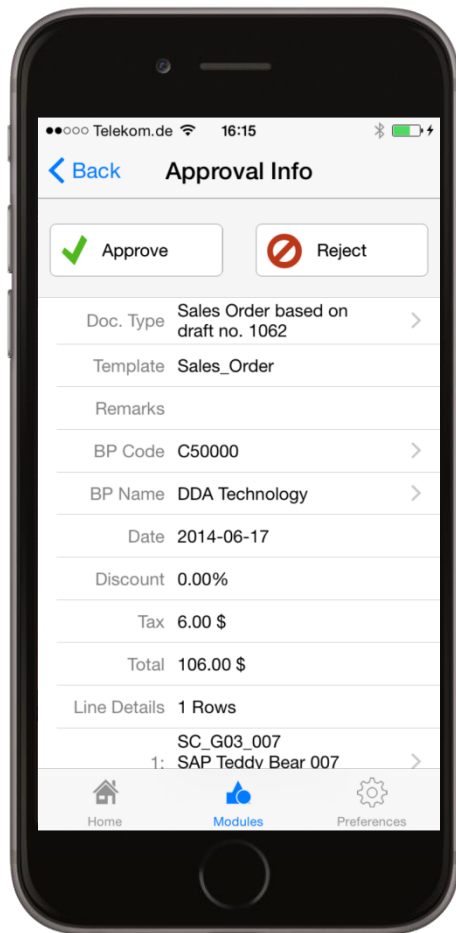 Telekom.de 16:15
Back Approval Info
Approve Reject
Doc. Type Sales Order based on
draft no. 1062
Template Sales_Order
Remarks
BP Code C50000
BP Name DDA Technology
Date 2014-06-17
Discount 0.00%
Tax 6.00 $
Total 106.00 $
Line Details 1 Rows
SC_G03_007
1: SAP Teddy Bear 007
Home Modules Preferences